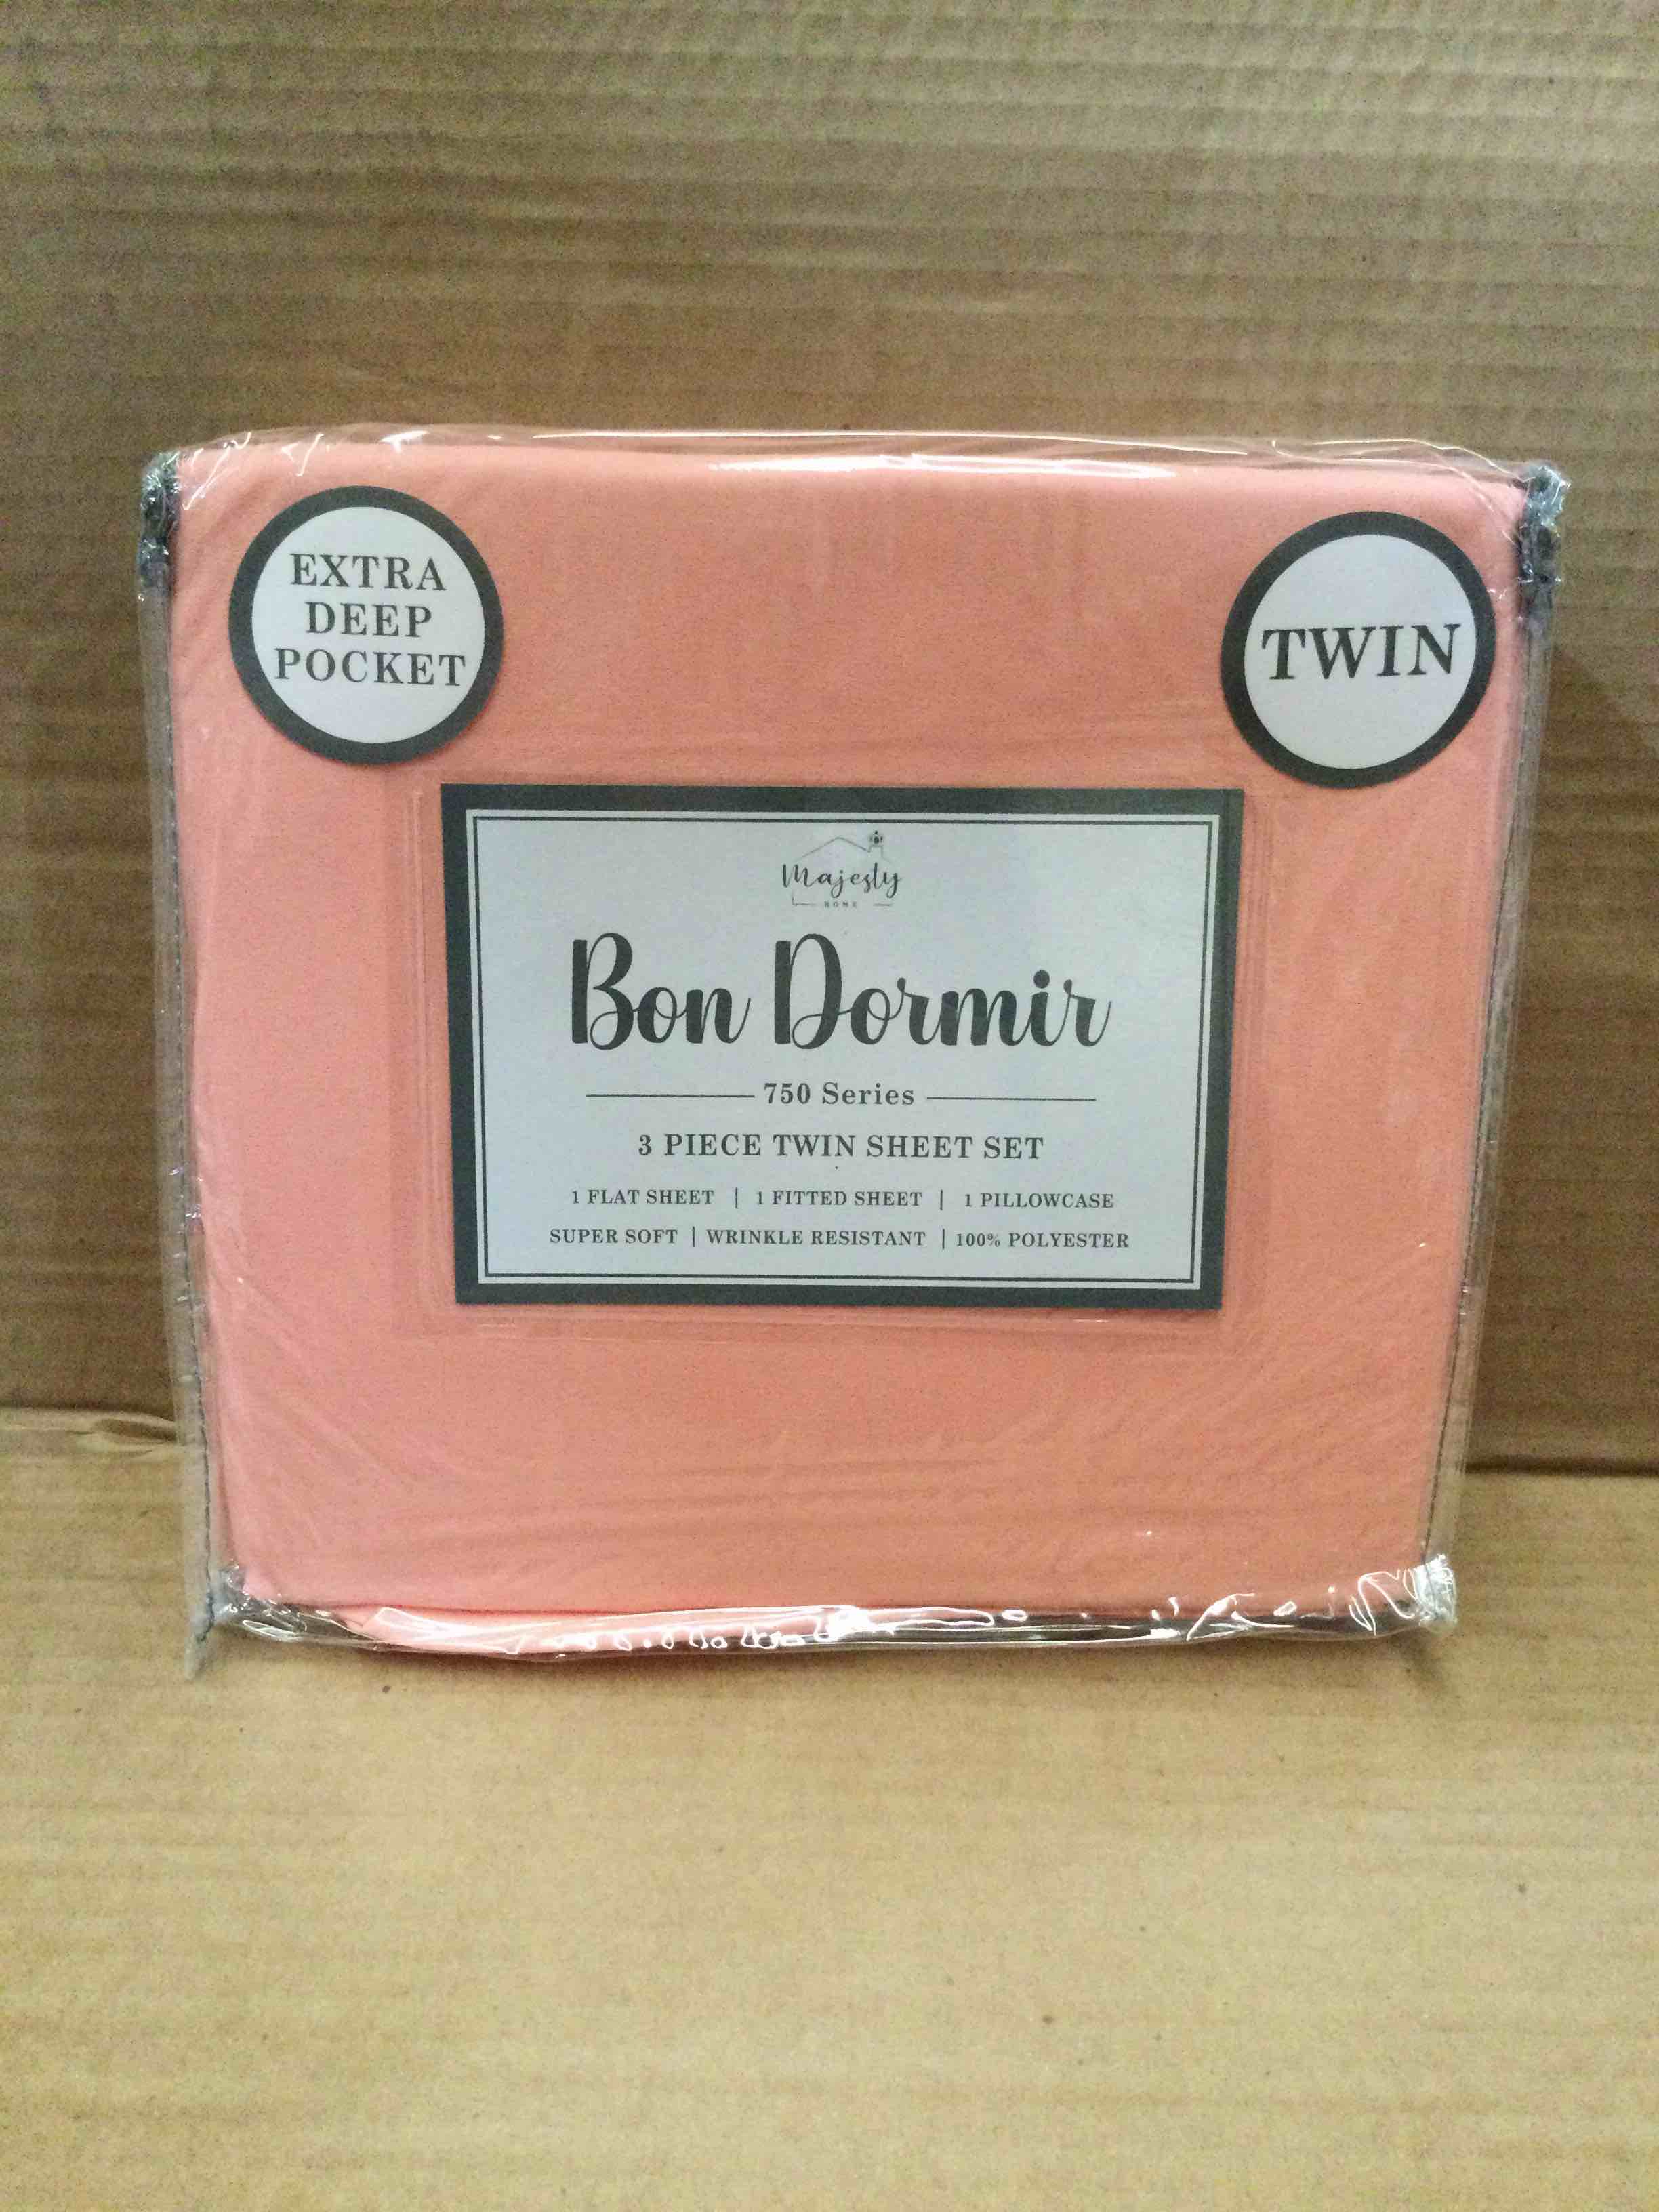 EXTRA
DEEP
POCKET
TWIN
Majesty
HOME
Bon Dormir
750 Series
3 PIECE TWIN SHEET SET
1 FLAT SHEET | 1 FITTED SHEET | 1 PILLOWCASE
SUPER SOFT | WRINKLE RESISTANT | 100% POLYESTER